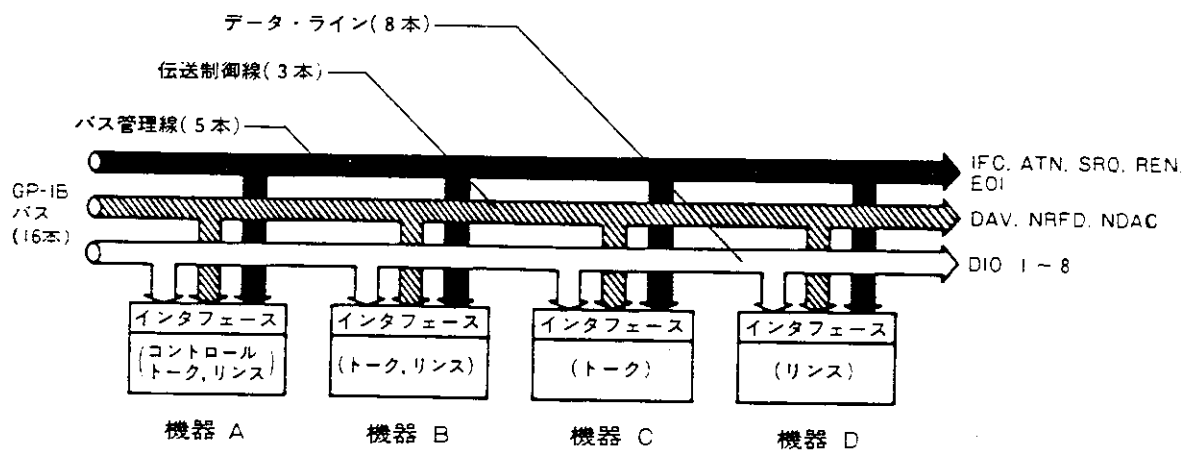 データ・ライン(8本)
伝送制御線(3本)
バス管理線(5本)
IFC. ATN. SRO. REN.
EOI
GP-IB
バス
(16本)
DAV. NRFD. NDAC
DIO 1～8
インタフェース
インタフェース
インタフェース
インタフェース
(コントロール
トーク,リンス)
(トーク,リンス)
(トーク)
(リンス)
機器 A
機器 B
機器 C
機器 D